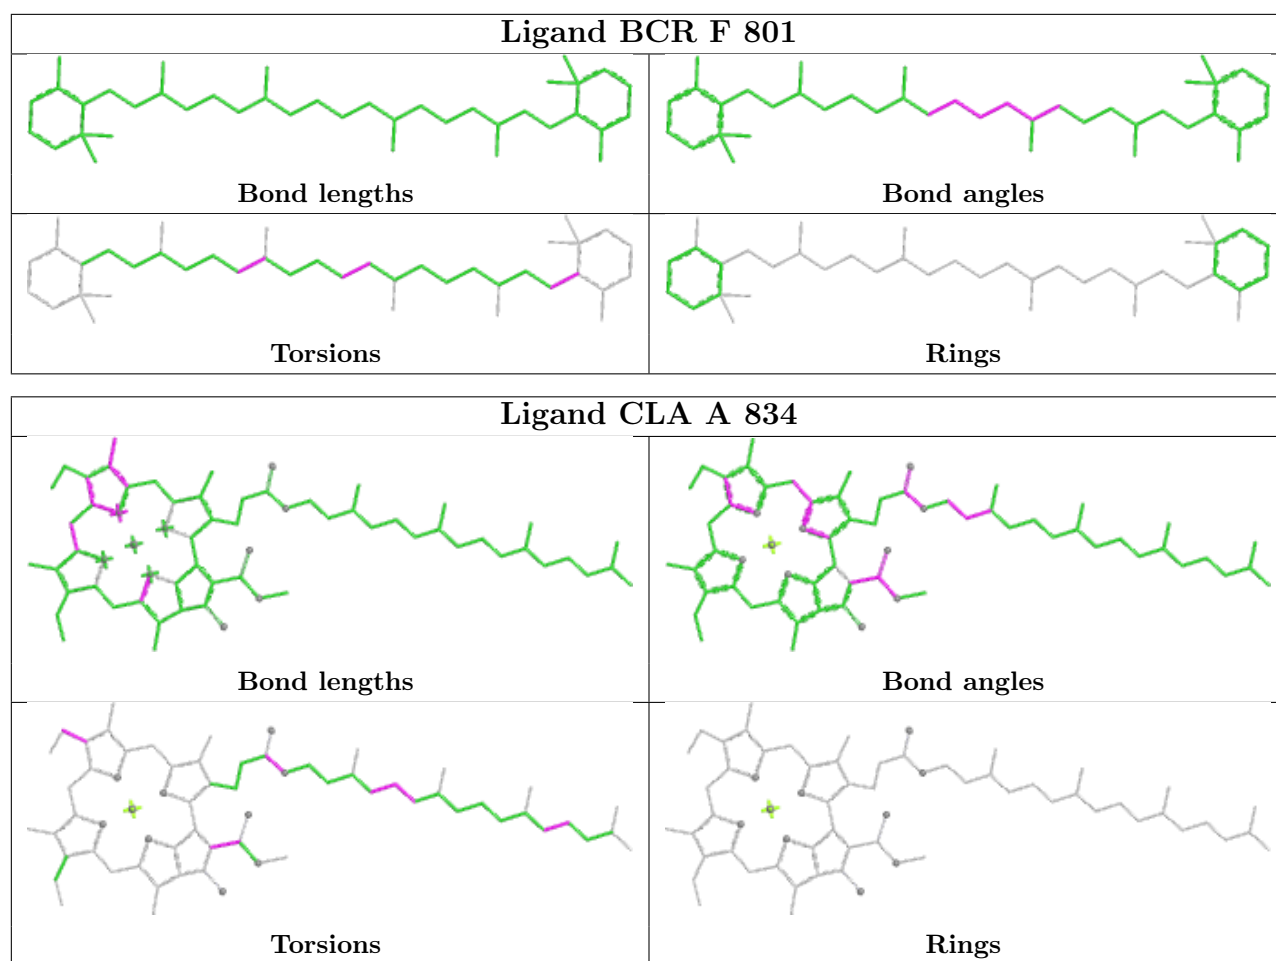 Ligand BCR F 801
Bond lengths
Bond angles
Torsions
Rings
Ligand CLA A 834
Bond lengths
Bond angles
Torsions
Rings